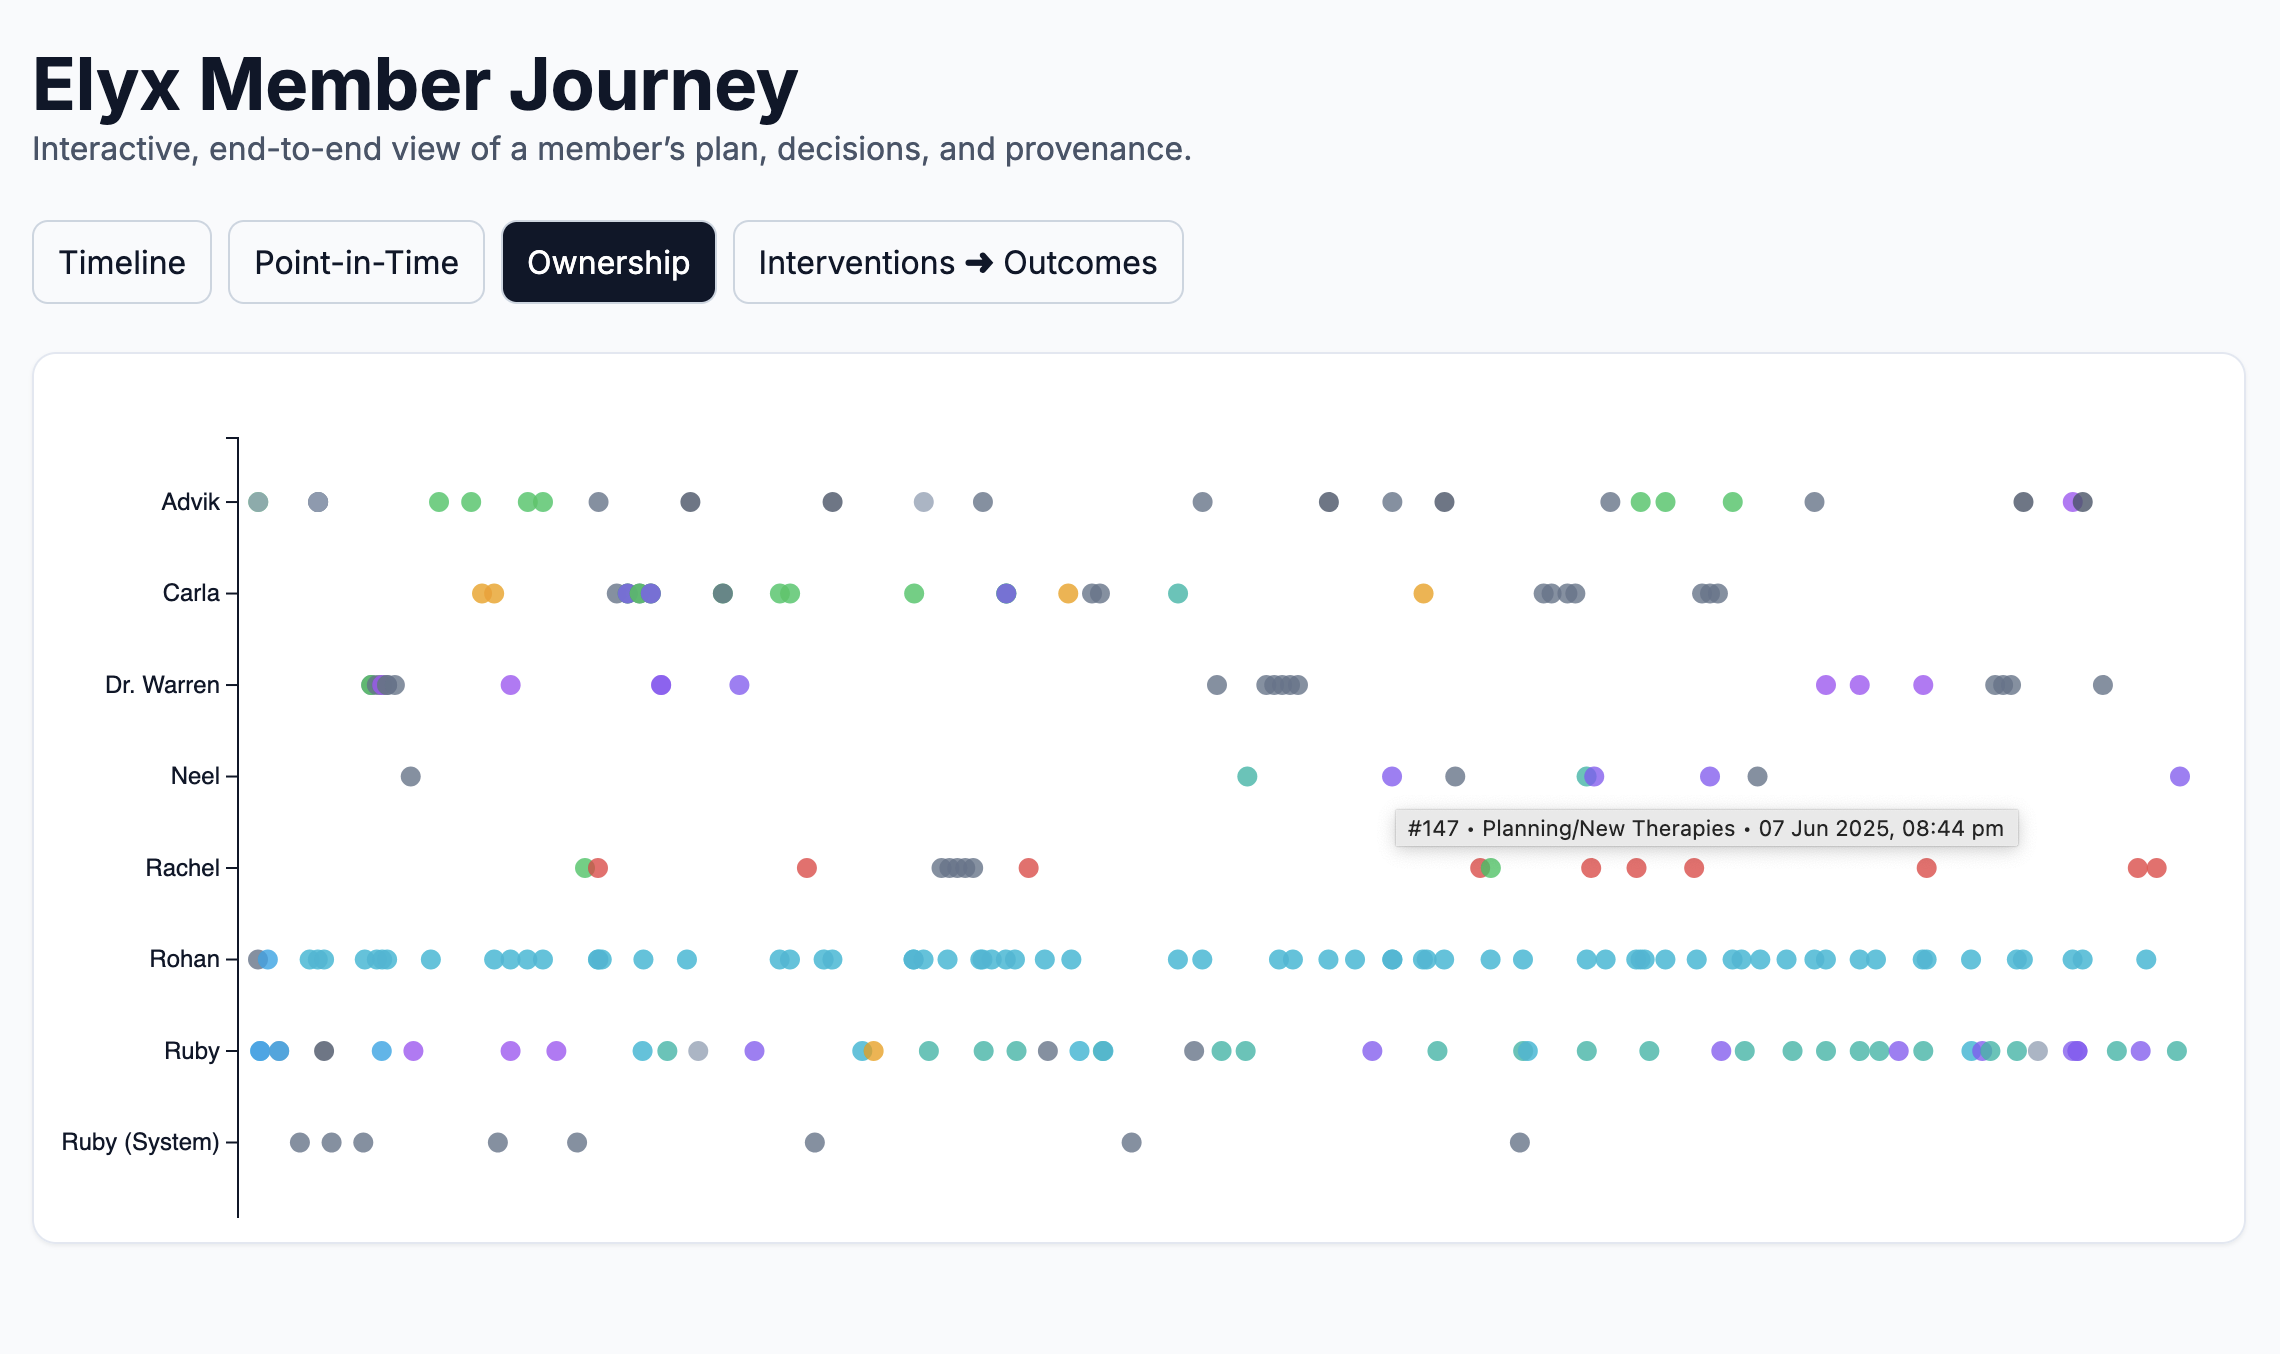 Elyx Member Journey
Interactive, end-to-end view of a member’s plan, decisions, and provenance.
Timeline
Point-in-Time
Ownership
Interventions ➜ Outcomes
Advik
Carla
Dr. Warren
Neel
#147 • Planning/New Therapies • 07 Jun 2025, 08:44 pm
Rachel
Rohan
Ruby
Ruby (System)